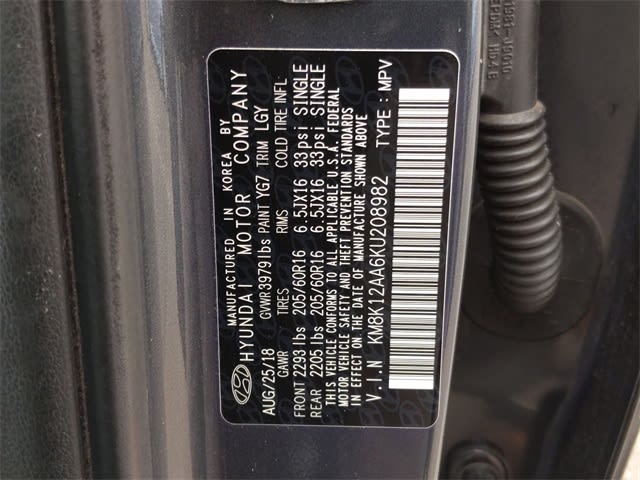 MANUFACTURED IN KOREA BY
HYUNDAI MOTOR COMPANY
AUG/25/18 GVWR 3979lbs PAINT YG7 TRIM LGY
GAWR TIRES RIMS COLD TIRE INFL
FRONT 2293lbs 205/60R16 6.5JX16 33psi SINGLE
REAR 2205lbs 205/60R16 6.5JX16 33psi SINGLE
THIS VEHICLE CONFORMS TO ALL APPLICABLE U.S.A. FEDERAL
MOTOR VEHICLE SAFETY AND THEFT PREVENTION STANDARDS
IN EFFECT ON THE DATE OF MANUFACTURE SHOWN ABOVE
V.I.N KM8K12AA6KU208982 TYPE : MPV